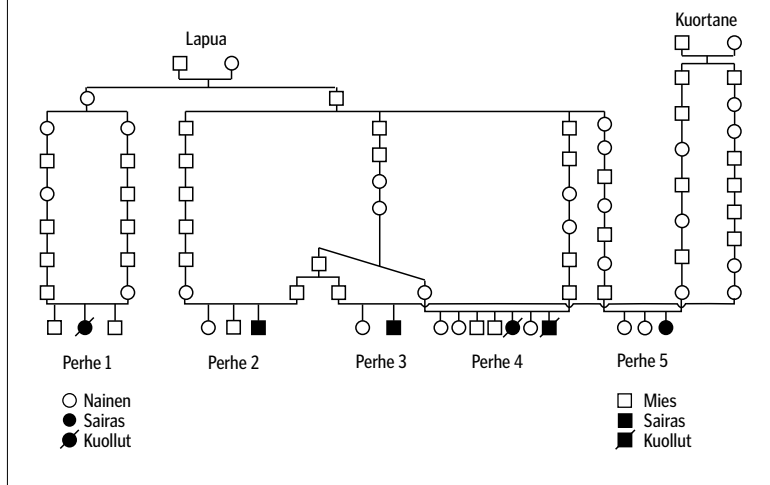 Kuortane
Lapua
Perhe 1
Perhe 2
Perhe 3
Perhe 4
Perhe 5
Nainen
Sairas
Kuollut
Mies
Sairas
Kuollut